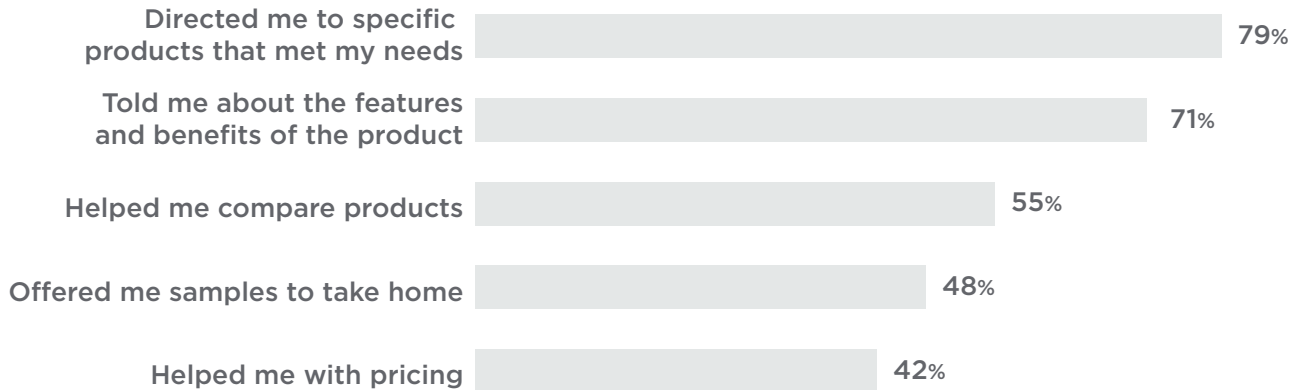 Directed me to specific
products that met my needs
79%
Told me about the features
and benefits of the product
71%
Helped me compare products
55%
Offered me samples to take home
48%
Helped me with pricing
42%